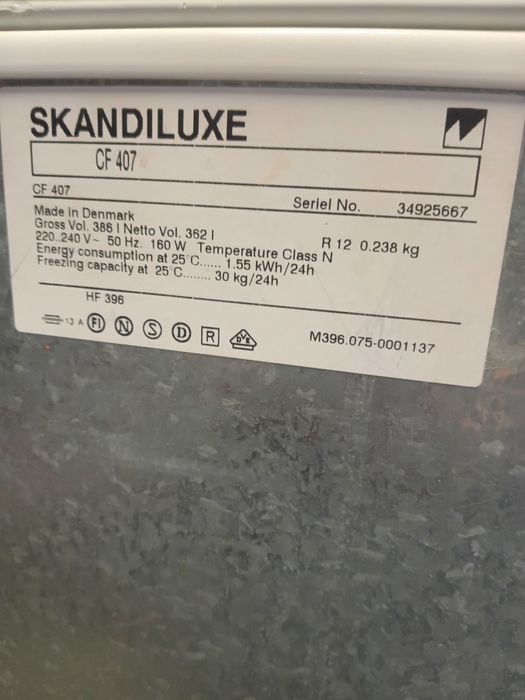 SKANDILUXE
CF 407
CF 407 Seriel No. 34925667
Made in Denmark
Gross Vol. 386 l Netto Vol. 362 l R 12 0.238 kg
220..240 V~ 50 Hz. 160 W Temperature Class N
Energy consumption at 25°C...... 1.55 kWh/24h
Freezing capacity at 25°C........ 30 kg/24h
HF 396
13 A FI N S D R DVE M396.075-0001137